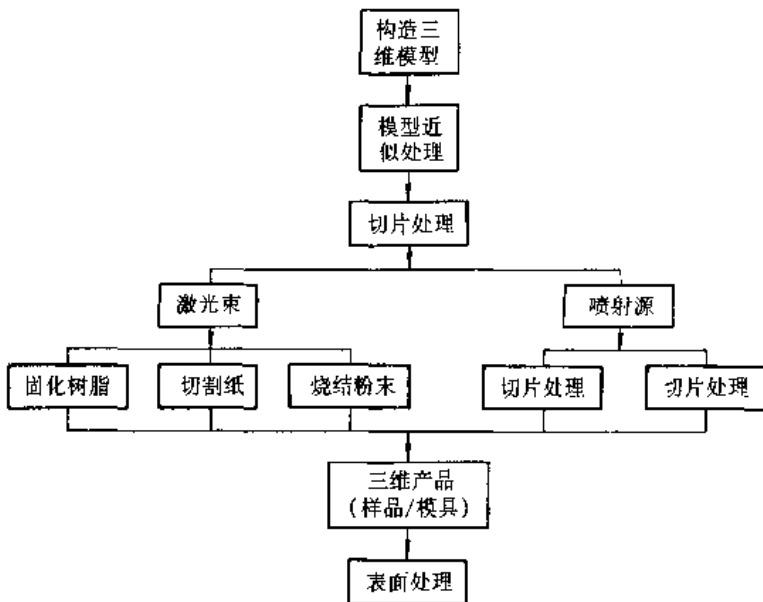 构造三
维模型
模型近
似处理
切片处理
激光束
喷射源
固化树脂
切割纸
烧结粉末
切片处理
切片处理
三维产品
(样品/模具)
表面处理